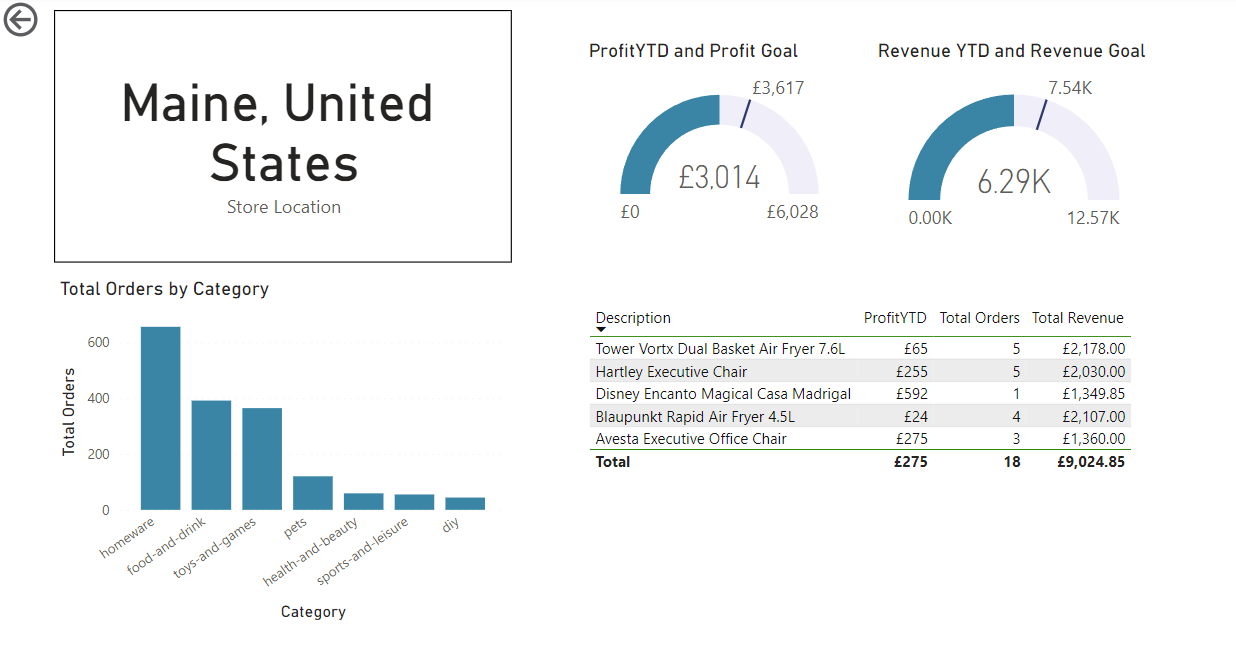 Maine, United
States
Store Location
ProfitYTD and Profit Goal
£3,617
£3,014
£0
£6,028
Revenue YTD and Revenue Goal
7.54K
6.29K
0.00K
12.57K
Total Orders by Category
Total Orders
600
400
200
0
homeware
food-and-drink
toys-and-games
pets
health-and-beauty
sports-and-leisure
diy
Category
Description ProfitYTD Total Orders Total Revenue
Tower Vortx Dual Basket Air Fryer 7.6L £65 5 £2,178.00
Hartley Executive Chair £255 5 £2,030.00
Disney Encanto Magical Casa Madrigal £592 1 £1,349.85
Blaupunkt Rapid Air Fryer 4.5L £24 4 £2,107.00
Avesta Executive Office Chair £275 3 £1,360.00
Total £275 18 £9,024.85